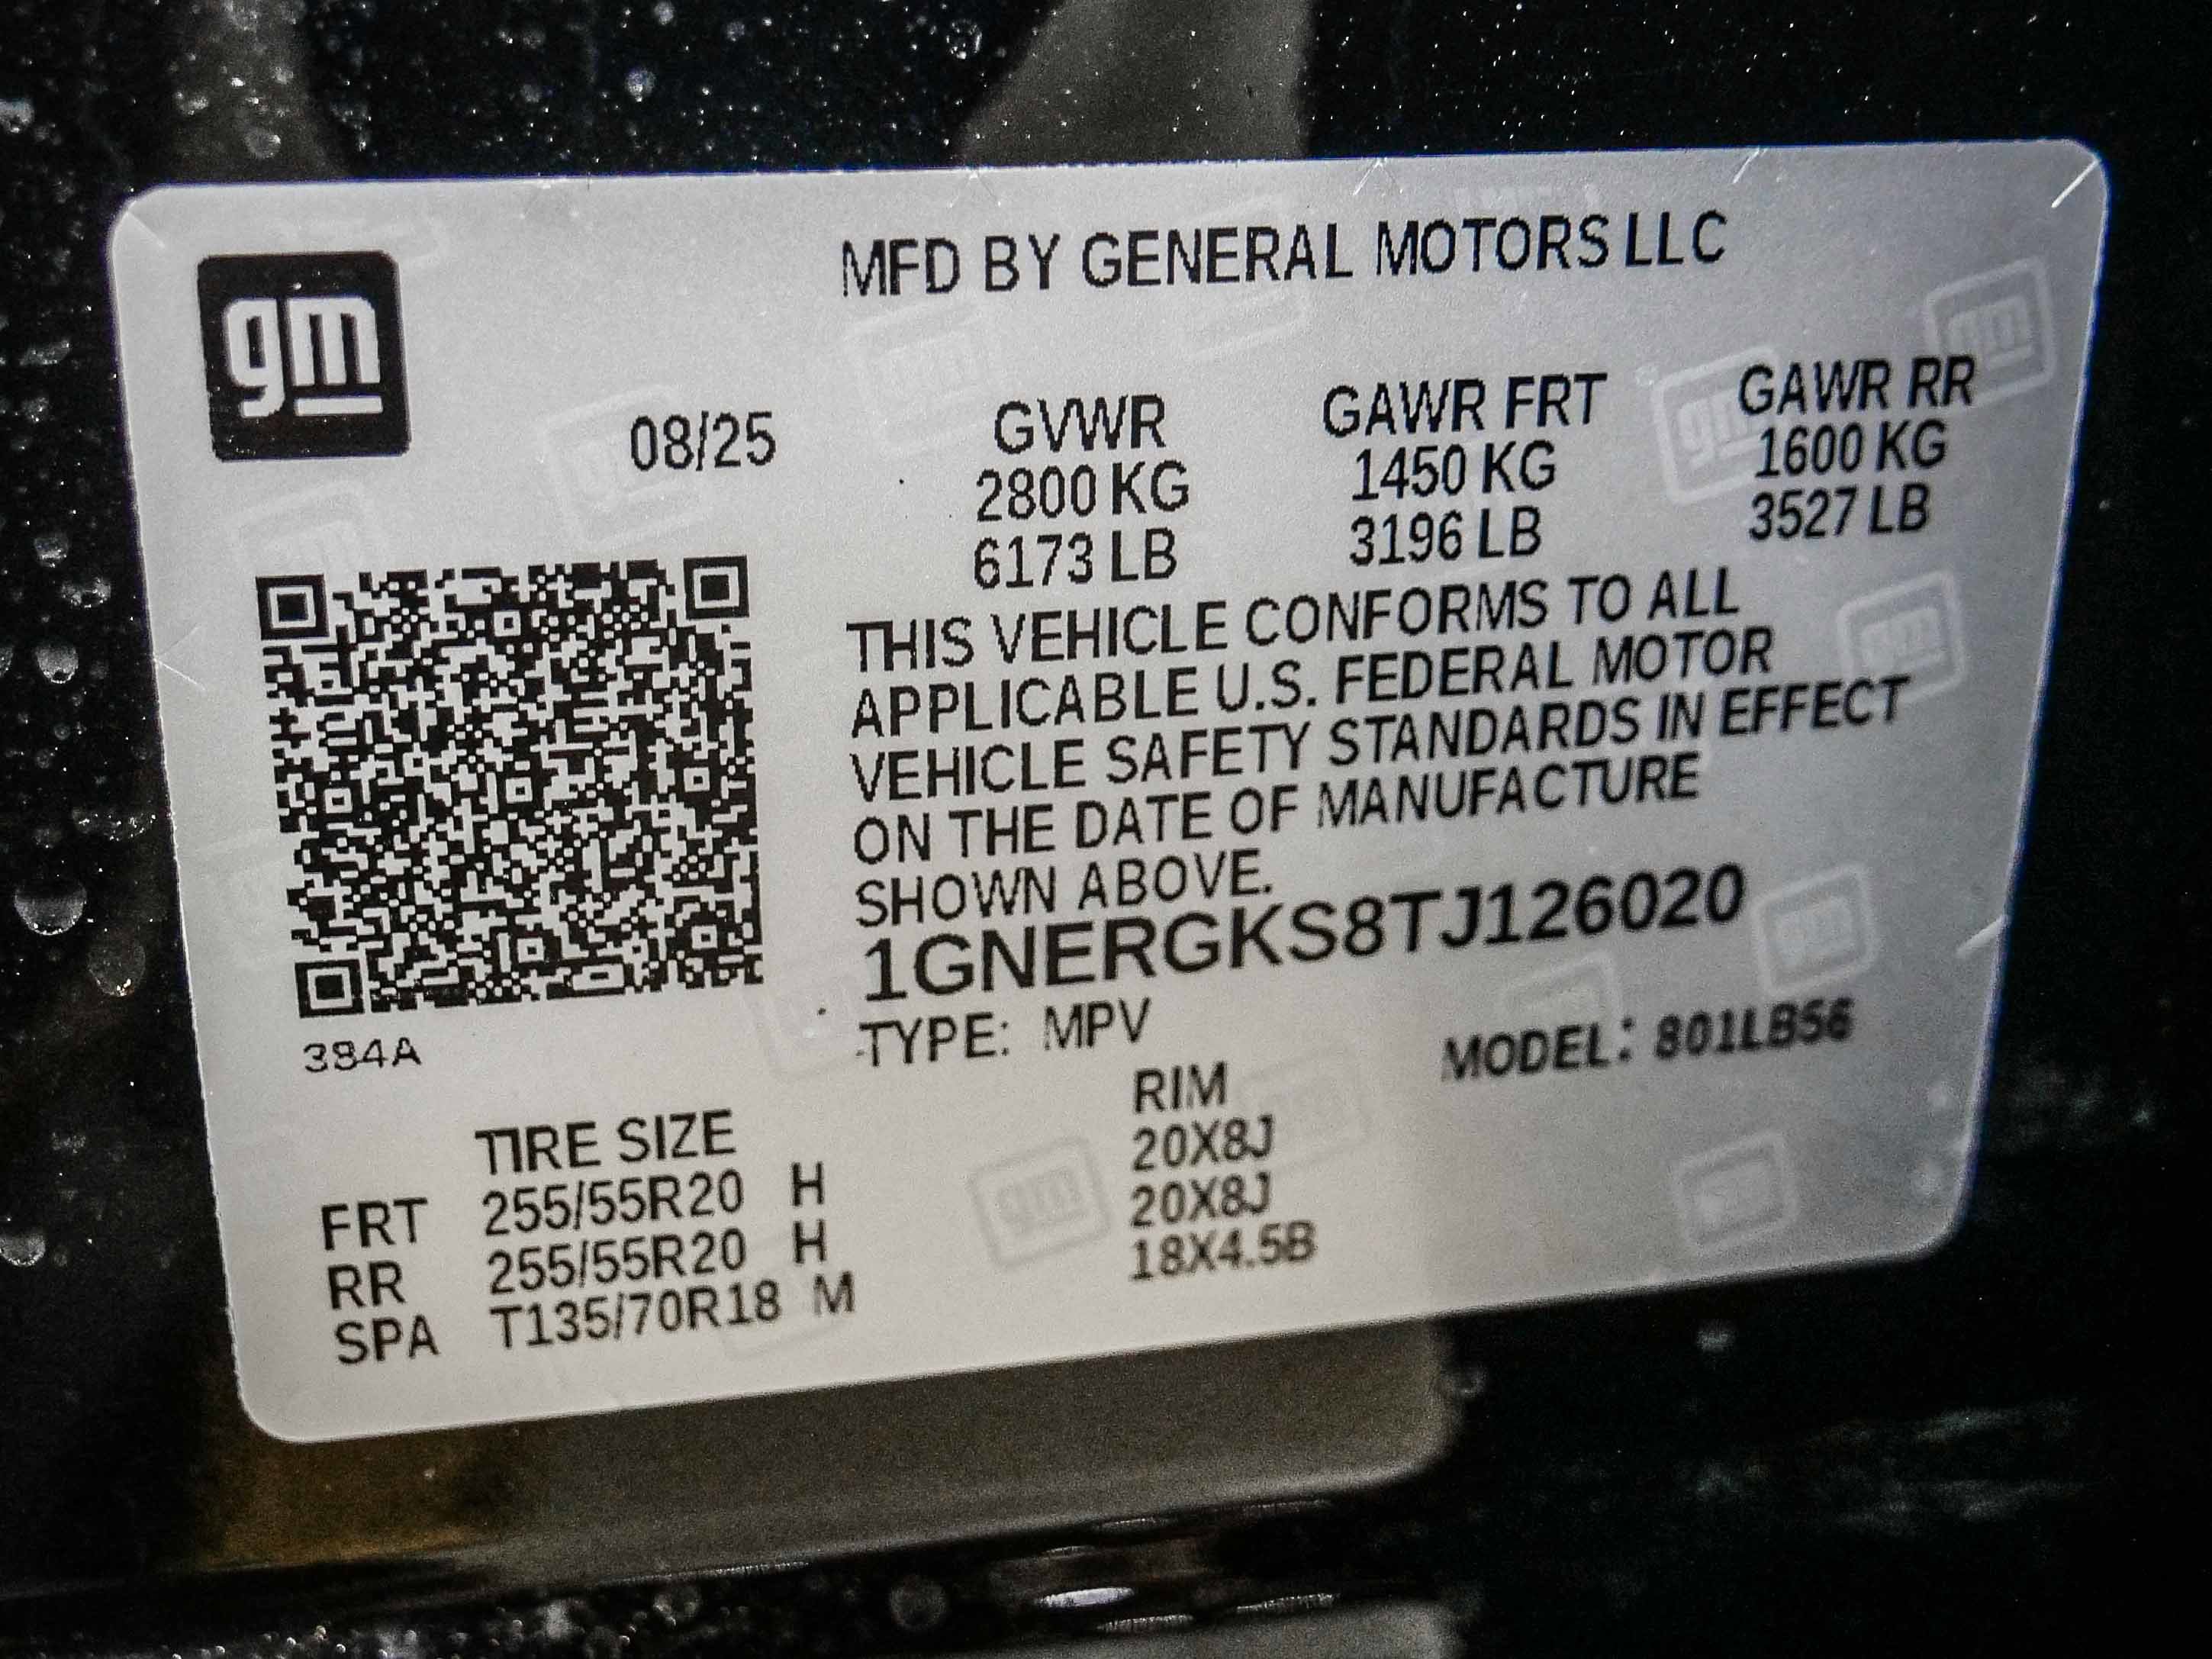 gm
MFD BY GENERAL MOTORS LLC
08/25
GVWR GAWR FRT GAWR RR
2800 KG 1450 KG 1600 KG
6173 LB 3196 LB 3527 LB
THIS VEHICLE CONFORMS TO ALL
APPLICABLE U.S. FEDERAL MOTOR
VEHICLE SAFETY STANDARDS IN EFFECT
ON THE DATE OF MANUFACTURE
SHOWN ABOVE.
1GNERGKS8TJ126020
384A
TYPE: MPV MODEL: 801LB56
TIRE SIZE RIM
FRT 255/55R20 H 20X8J
RR 255/55R20 H 20X8J
SPA T135/70R18 M 18X4.5B